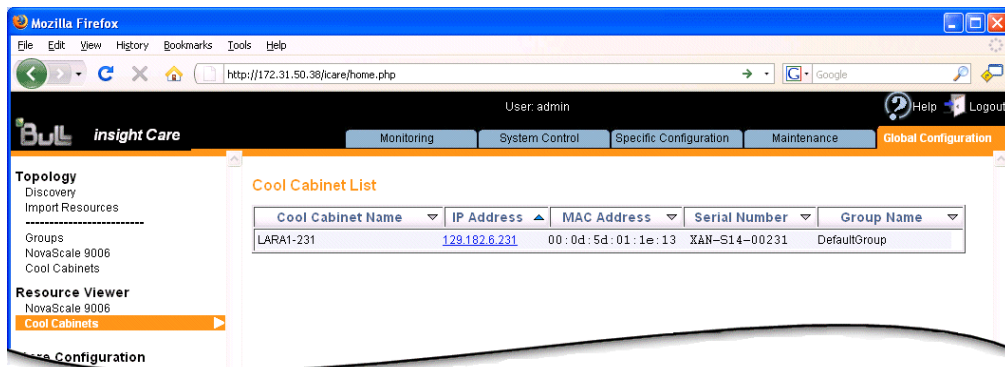 Mozilla Firefox
File Edit View History Bookmarks Tools Help
http://172.31.50.38/icare/home.php
G Google
User: admin
Help Logout
Bull insight Care
Monitoring System Control Specific Configuration Maintenance Global Configuration
Topology
Discovery
Import Resources
Groups
NovaScale 9006
Cool Cabinets
Resource Viewer
NovaScale 9006
Cool Cabinets
Configuration
Cool Cabinet List
Cool Cabinet Name IP Address MAC Address Serial Number Group Name
LARA1-231 129.182.6.231 00:0d:5d:01:1e:13 XAN-S14-00231 DefaultGroup